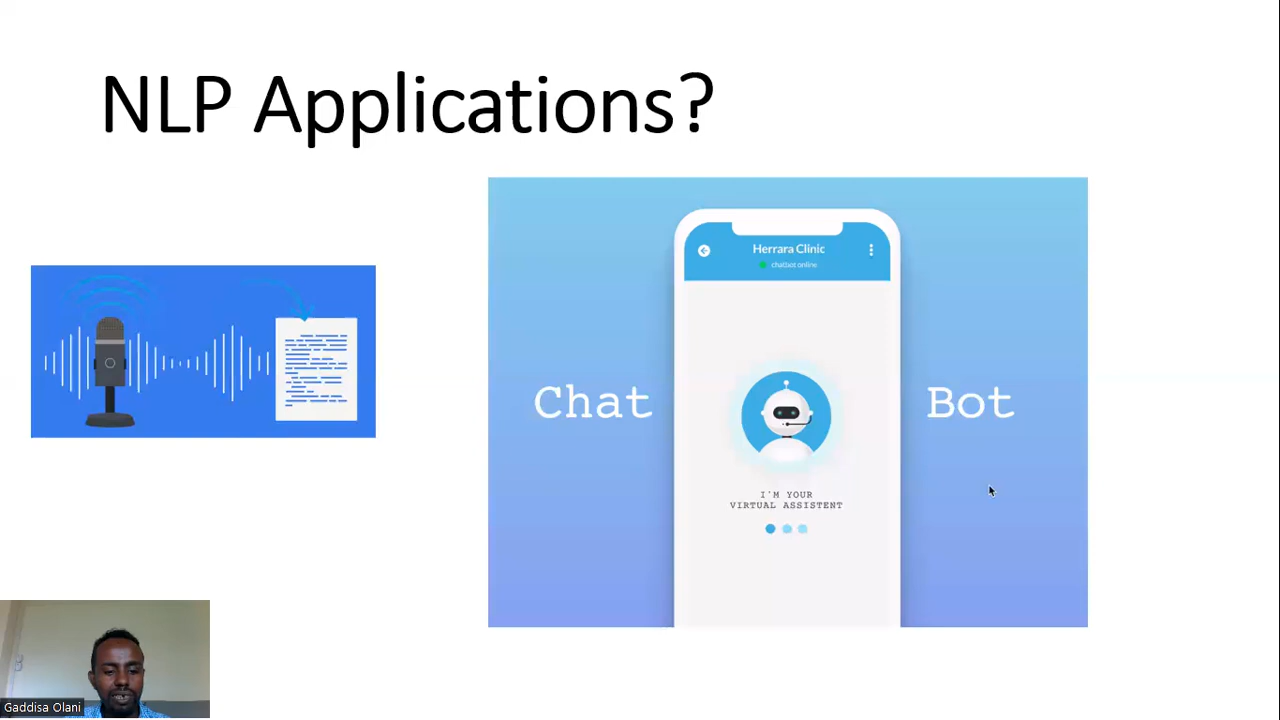 NLP Applications?
Herrara Clinic
chatbot online
Chat
Bot
I'M YOUR
VIRTUAL ASSISTENT
Gaddisa Olani